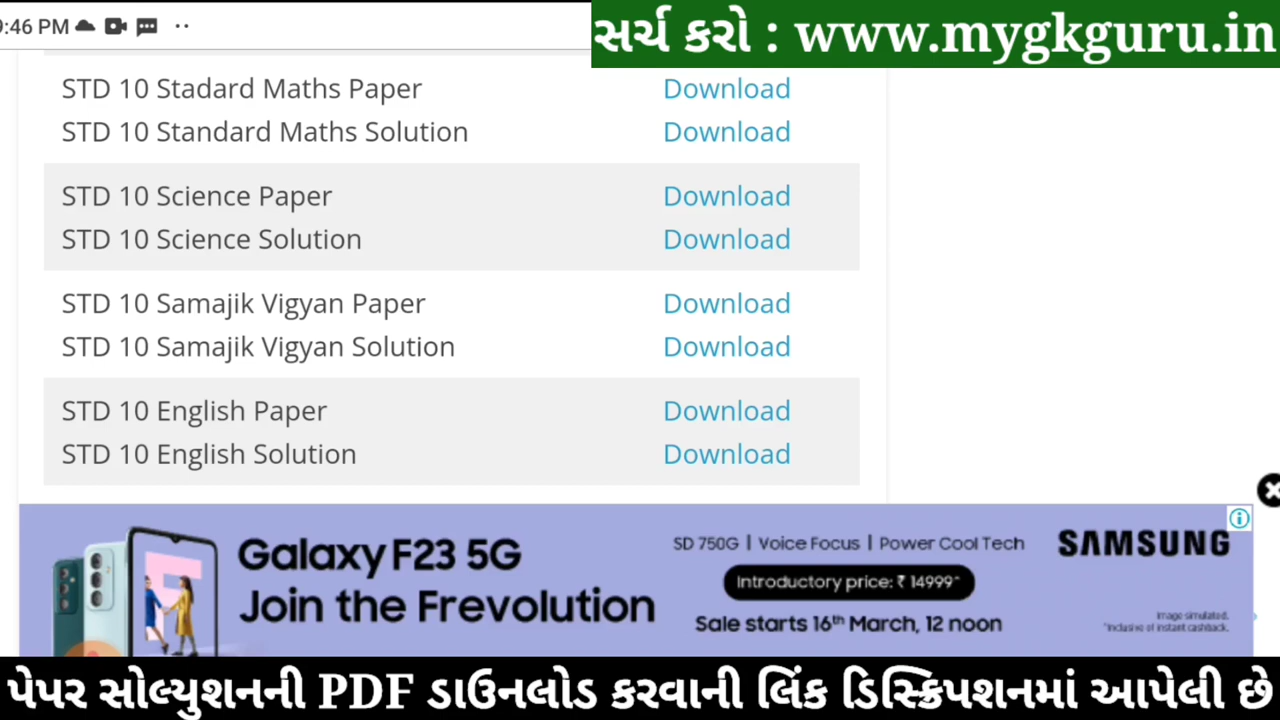 9:46 PM
સર્ચ કરો : www.mygkguru.in
STD 10 Stadard Maths Paper Download
STD 10 Standard Maths Solution Download
STD 10 Science Paper Download
STD 10 Science Solution Download
STD 10 Samajik Vigyan Paper Download
STD 10 Samajik Vigyan Solution Download
STD 10 English Paper Download
STD 10 English Solution Download
Galaxy F23 5G
Join the Frevolution
SD 750G | Voice Focus | Power Cool Tech
Introductory price: ₹ 14999*
Sale starts 16th March, 12 noon
SAMSUNG
Image simulated.
*Inclusive of instant cashback.
પેપર સોલ્યુશનની PDF ડાઉનલોડ કરવાની લિંક ડિસ્ક્રિપશનમાં આપેલી છે